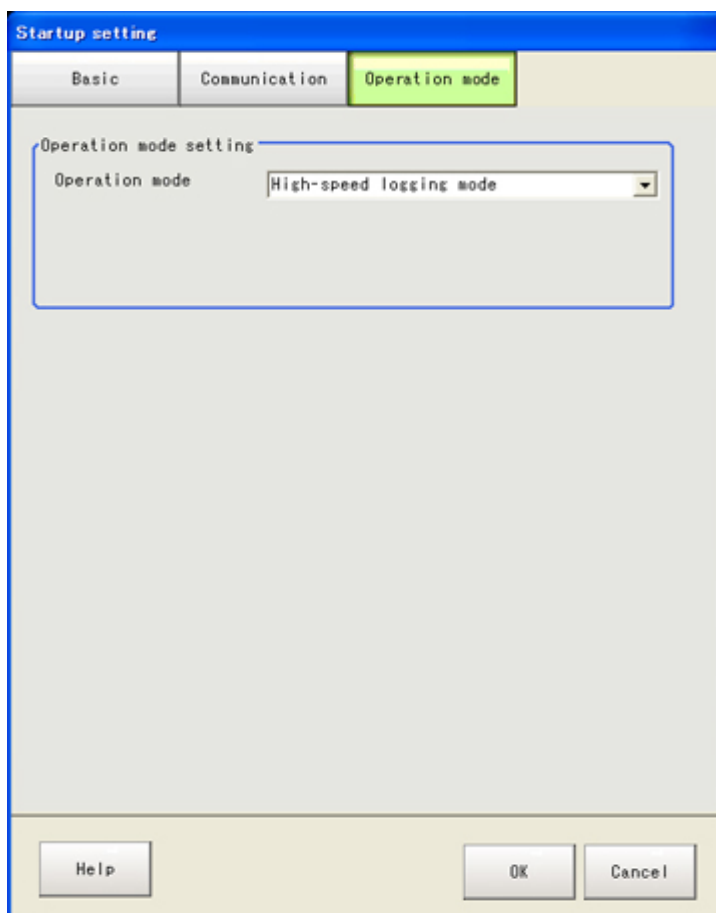 Startup setting
Basic Communication Operation mode
Operation mode setting
Operation mode High-speed logging mode
Help OK Cancel